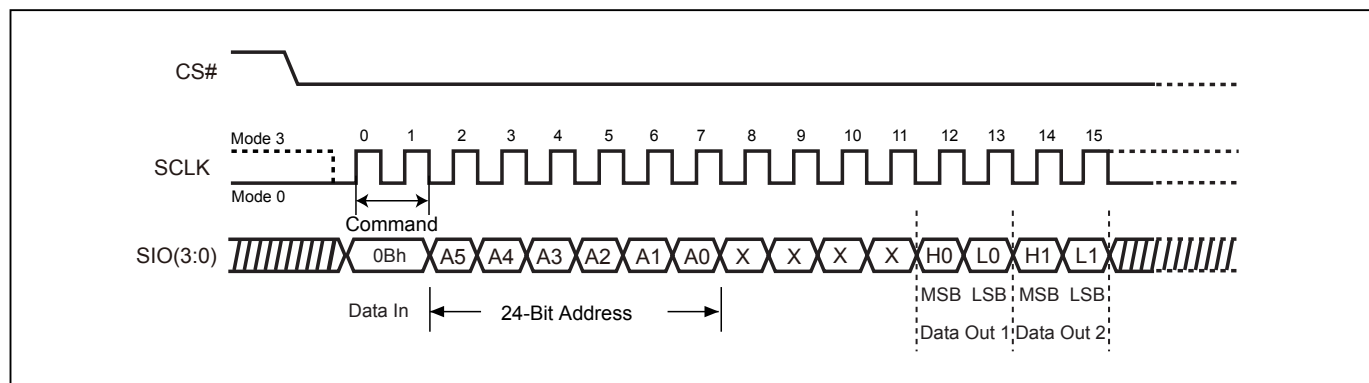 CS#
Mode 3
0 1 2 3 4 5 6 7 8 9 10 11 12 13 14 15
SCLK
Mode 0
Command
SIO(3:0)
0Bh A5 A4 A3 A2 A1 A0 X X X X H0 L0 H1 L1
MSB LSB MSB LSB
Data In 24-Bit Address
Data Out 1 Data Out 2